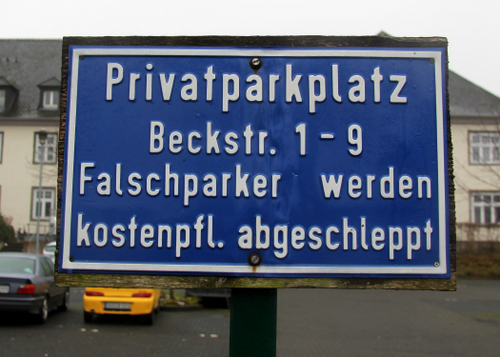 Privatparkplatz
Beckstr. 1-9
Falschparker werden
kostenpfl. abgeschleppt